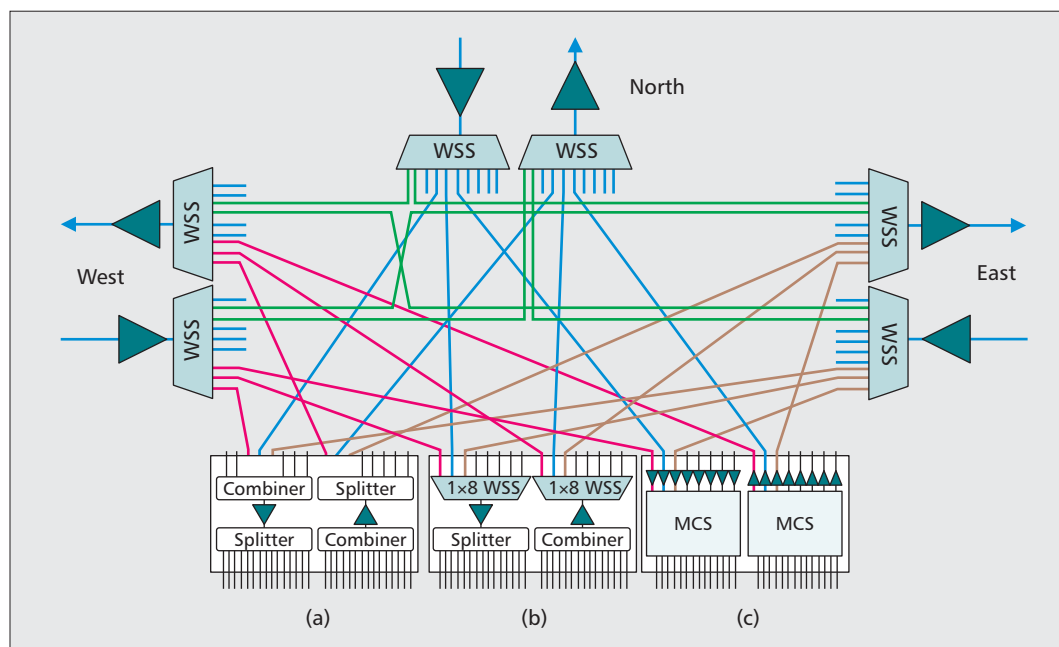 North
WSS
WSS
WSS
WSS
West
East
WSS
WSS
Combiner
Splitter
1×8 WSS
1×8 WSS
MCS
MCS
Splitter
Combiner
Splitter
Combiner
(a)
(b)
(c)